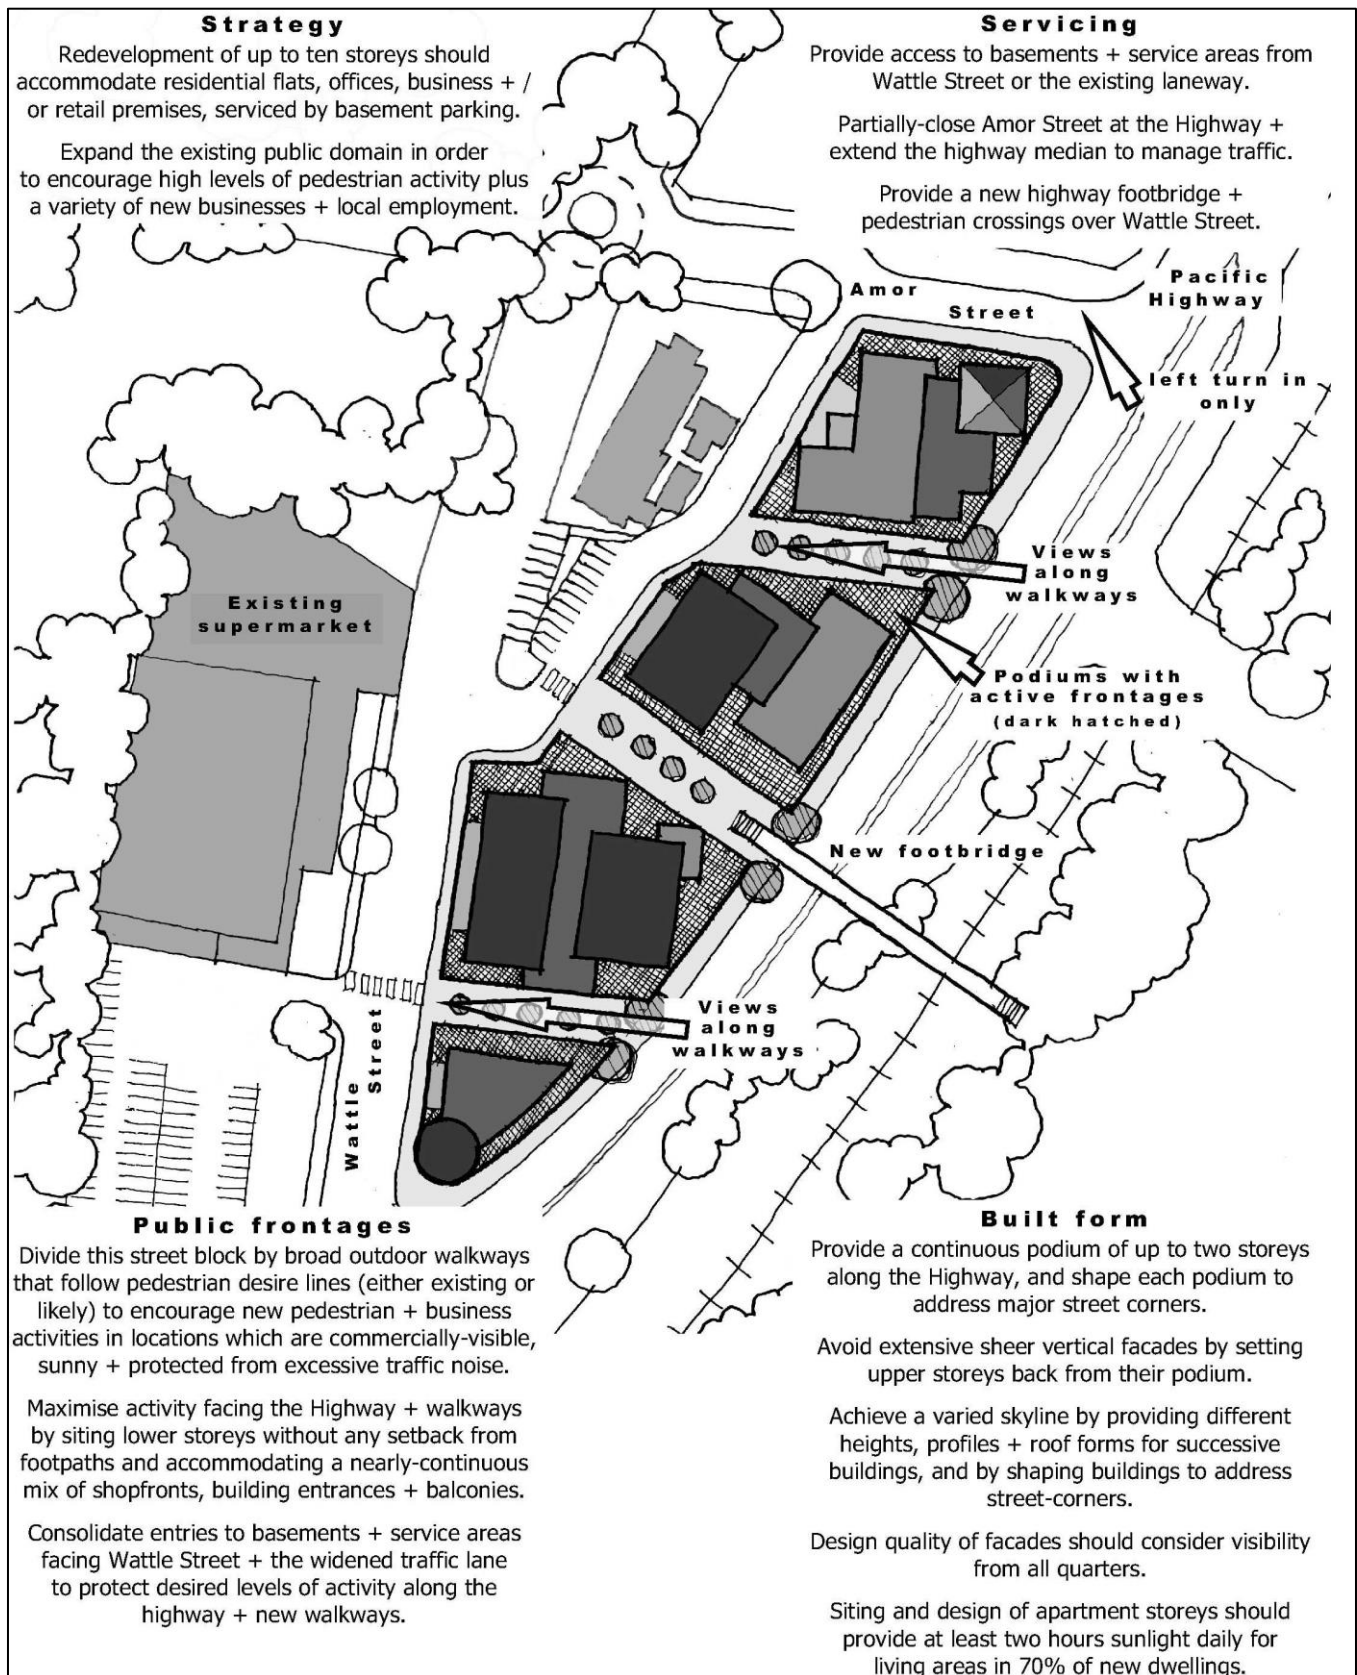 Strategy
Redevelopment of up to ten storeys should
accommodate residential flats, offices, business + /
or retail premises, serviced by basement parking.
Expand the existing public domain in order
to encourage high levels of pedestrian activity plus
a variety of new businesses + local employment.
Servicing
Provide access to basements + service areas from
Wattle Street or the existing laneway.
Partially-close Amor Street at the Highway +
extend the highway median to manage traffic.
Provide a new highway footbridge +
pedestrian crossings over Wattle Street.
Amor
Street
Pacific
Highway
left turn in
only
Views
along
walkways
Existing
supermarket
Podiums with
active frontages
(dark hatched)
New footbridge
Views
along
walkways
Wattle
Street
Public frontages
Divide this street block by broad outdoor walkways
that follow pedestrian desire lines (either existing or
likely) to encourage new pedestrian + business
activities in locations which are commercially-visible,
sunny + protected from excessive traffic noise.
Maximise activity facing the Highway + walkways
by siting lower storeys without any setback from
footpaths and accommodating a nearly-continuous
mix of shopfronts, building entrances + balconies.
Consolidate entries to basements + service areas
facing Wattle Street + the widened traffic lane
to protect desired levels of activity along the
highway + new walkways.
Built form
Provide a continuous podium of up to two storeys
along the Highway, and shape each podium to
address major street corners.
Avoid extensive sheer vertical facades by setting
upper storeys back from their podium.
Achieve a varied skyline by providing different
heights, profiles + roof forms for successive
buildings, and by shaping buildings to address
street-corners.
Design quality of facades should consider visibility
from all quarters.
Siting and design of apartment storeys should
provide at least two hours sunlight daily for
living areas in 70% of new dwellings.